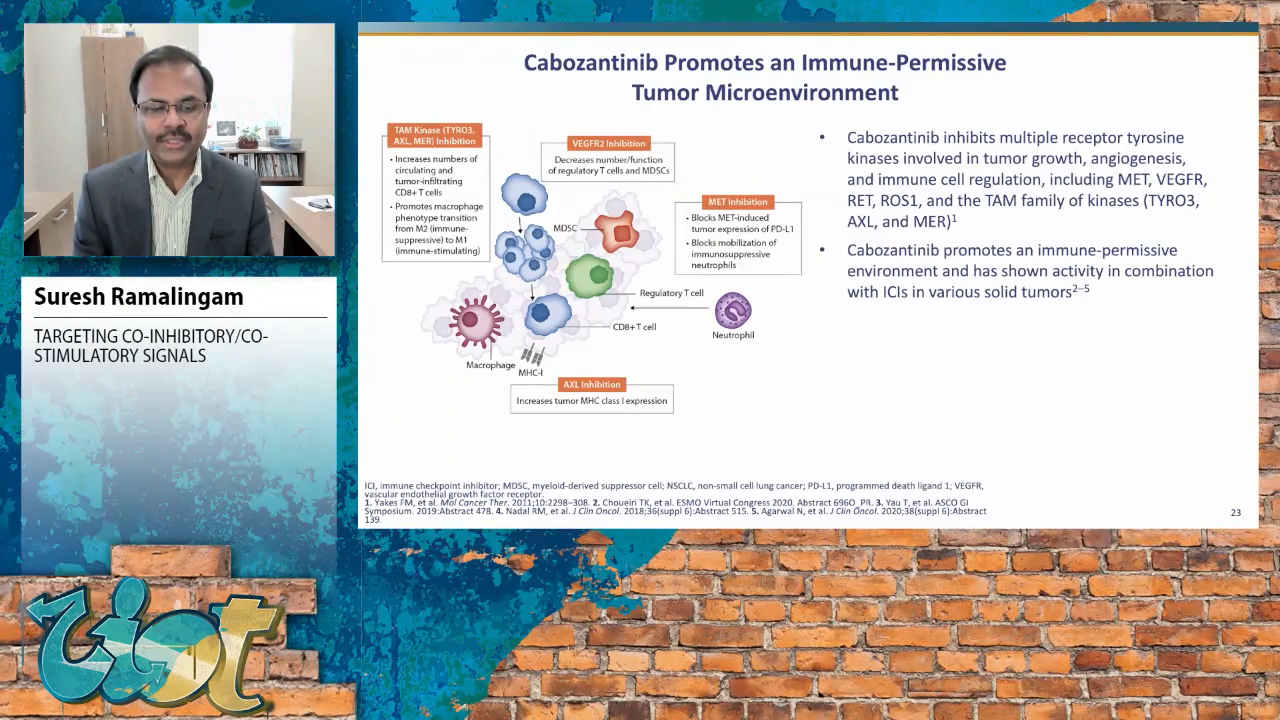 Suresh Ramalingam
TARGETING CO-INHIBITORY/CO-
STIMULATORY SIGNALS
Cabozantinib Promotes an Immune-Permissive
Tumor Microenvironment
TAM Kinase (TYRO3,
AXL, MER) Inhibition
• Increases numbers of
circulating and
tumor-infiltrating
CD8+ T cells
• Promotes macrophage
phenotype transition
from M2 (immune-
suppressive) to M1
(immune-stimulating)
VEGFR2 Inhibition
Decreases number/function
of regulatory T cells and MDSCs
MET Inhibition
• Blocks MET-induced
tumor expression of PD-L1
• Blocks mobilization of
immunosuppressive
neutrophils
MDSC
Regulatory T cell
CD8+ T cell
Neutrophil
Macrophage
MHC-I
AXL Inhibition
Increases tumor MHC class I expression
• Cabozantinib inhibits multiple receptor tyrosine
kinases involved in tumor growth, angiogenesis,
and immune cell regulation, including MET, VEGFR,
RET, ROS1, and the TAM family of kinases (TYRO3,
AXL, and MER)1
• Cabozantinib promotes an immune-permissive
environment and has shown activity in combination
with ICIs in various solid tumors2–5
ICI, immune checkpoint inhibitor; MDSC, myeloid-derived suppressor cell; NSCLC, non-small cell lung cancer; PD-L1, programmed death ligand 1; VEGFR,
vascular endothelial growth factor receptor.
1. Yakes FM, et al. Mol Cancer Ther. 2011;10:2298–308. 2. Choueiri TK, et al. ESMO Virtual Congress 2020. Abstract 696O_PR. 3. Yau T, et al. ASCO GI
Symposium. 2019:Abstract 478. 4. Nadal RM, et al. J Clin Oncol. 2018;36(suppl 6):Abstract 515. 5. Agarwal N, et al. J Clin Oncol. 2020;38(suppl 6):Abstract
139.
23